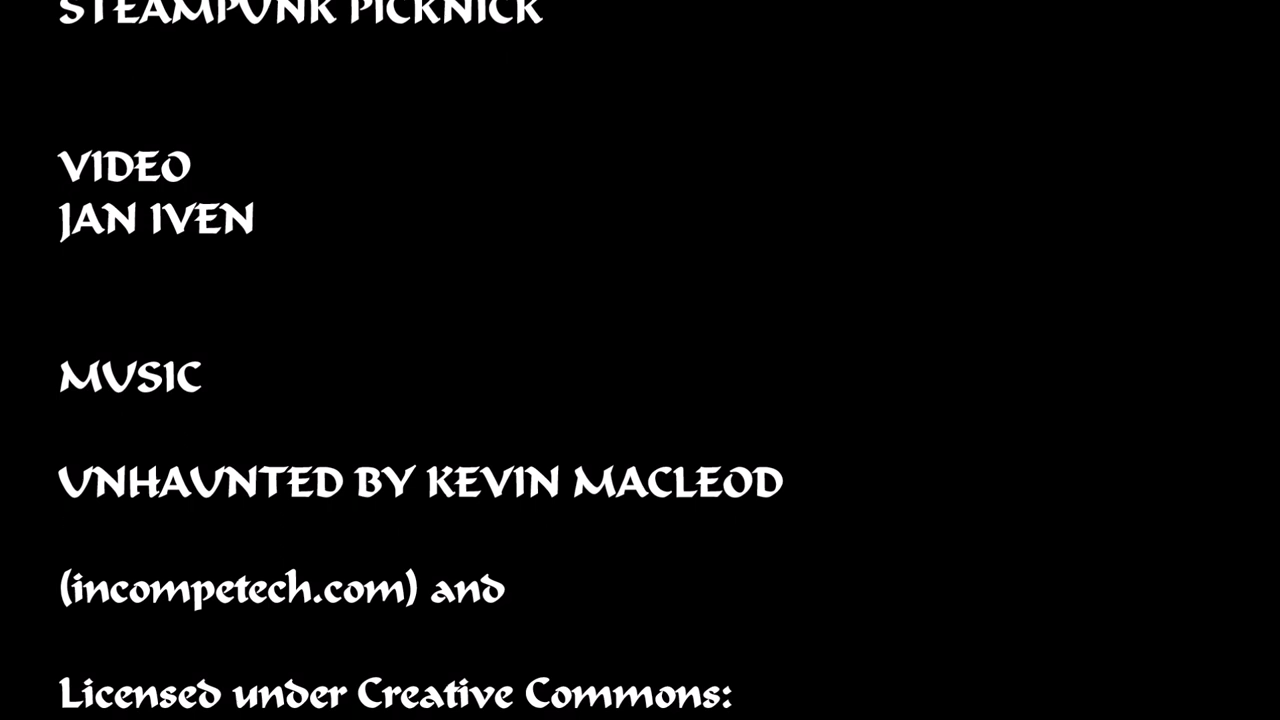 STEAMPUNK PICKNICK
VIDEO
JAN IVEN
MUSIC
UNHAUNTED BY KEVIN MACLEOD
(incompetech.com) and
Licensed under Creative Commons: